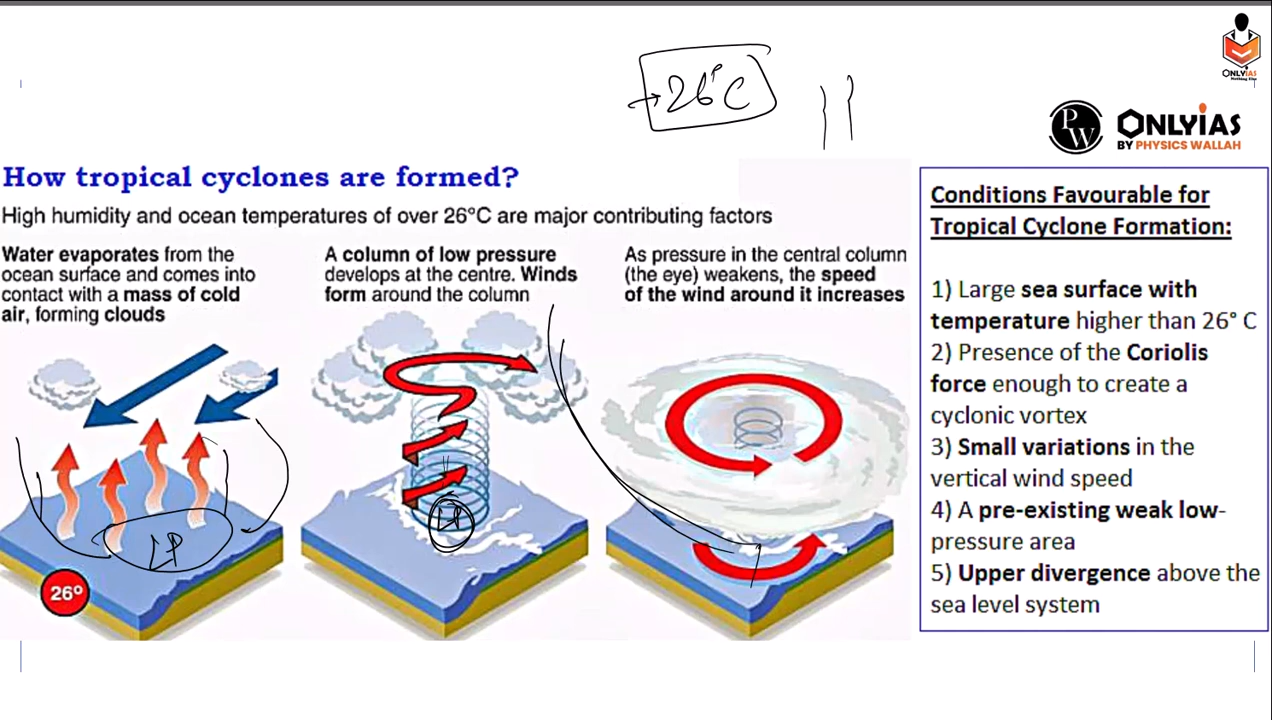 26°C
ONLYIAS
Nothing Else
PW
ONLYIAS
BY PHYSICS WALLAH
How tropical cyclones are formed?
High humidity and ocean temperatures of over 26°C are major contributing factors
Water evaporates from the
ocean surface and comes into
contact with a mass of cold
air, forming clouds
A column of low pressure
develops at the centre. Winds
form around the column
As pressure in the central column
(the eye) weakens, the speed
of the wind around it increases
LP
LP
26°
Conditions Favourable for
Tropical Cyclone Formation:
1) Large sea surface with
temperature higher than 26° C
2) Presence of the Coriolis
force enough to create a
cyclonic vortex
3) Small variations in the
vertical wind speed
4) A pre-existing weak low-
pressure area
5) Upper divergence above the
sea level system